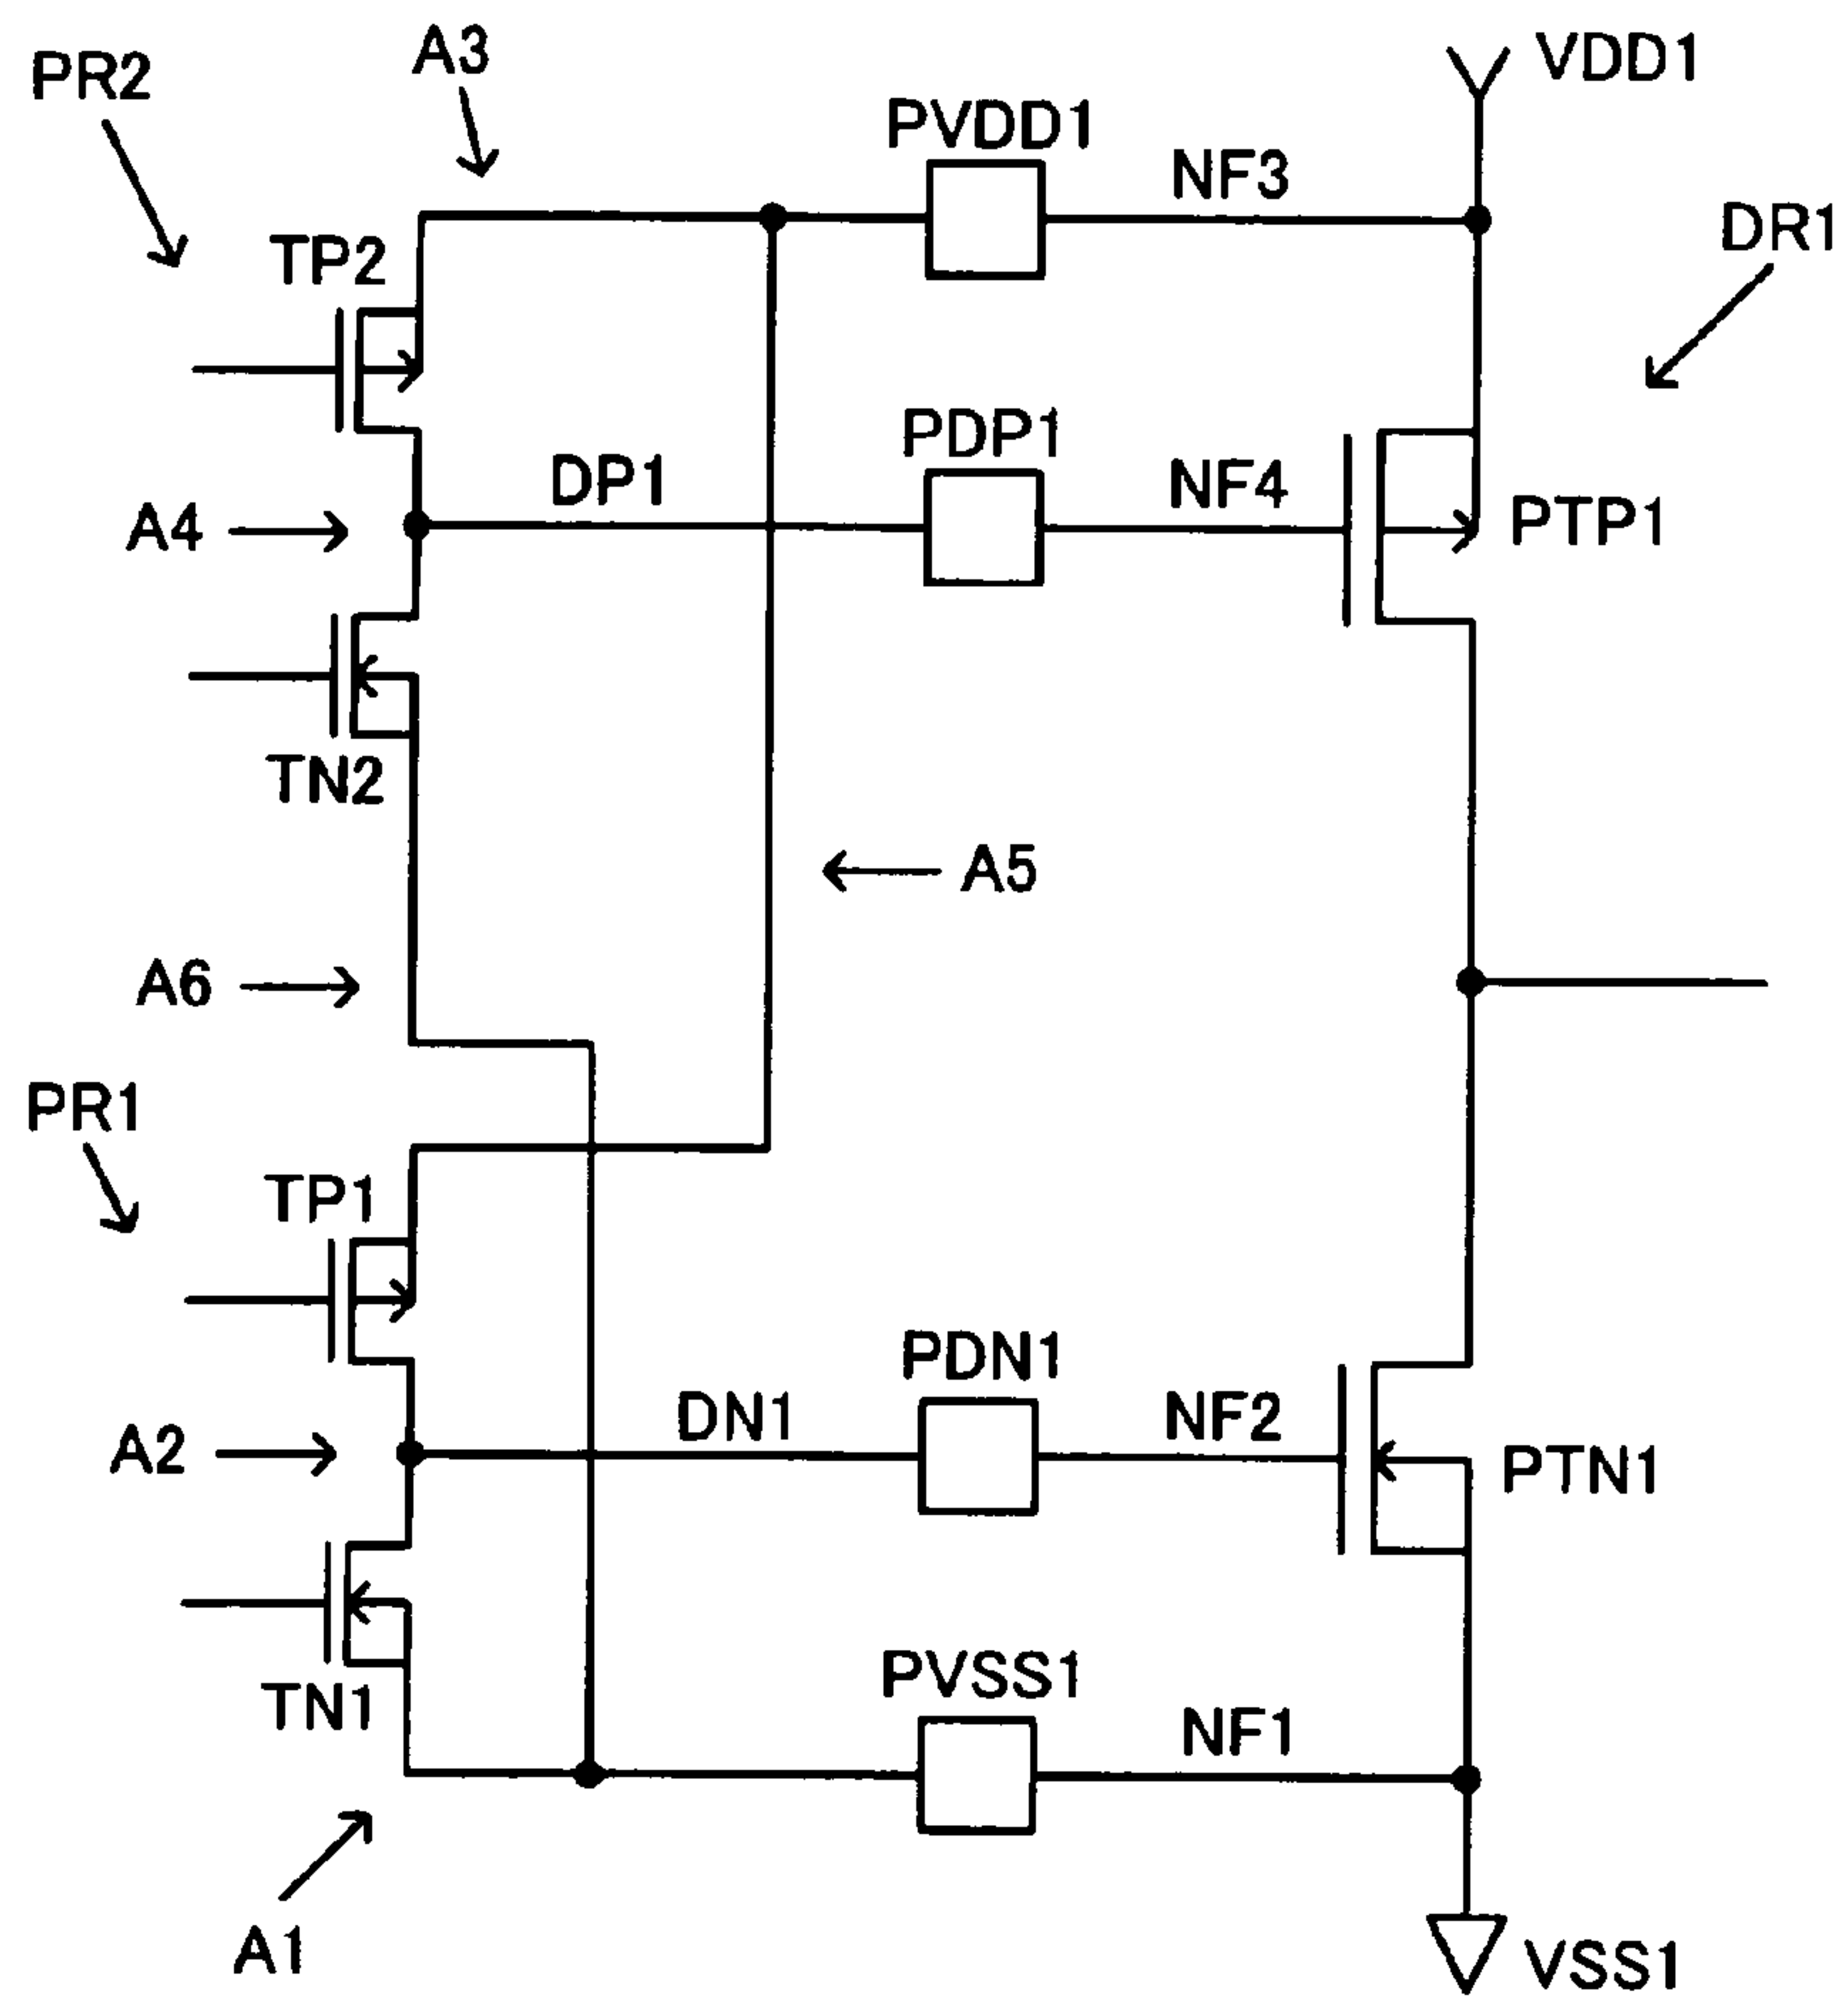 A3
VDD1
PR2
PVDD1
NF3
DR1
TP2
PDP1
DP1
NF4
A4
PTP1
TN2
A5
A6
PR1
TP1
PDN1
DN1
NF2
A2
PTN1
PVSS1
TN1
NF1
A1
VSS1